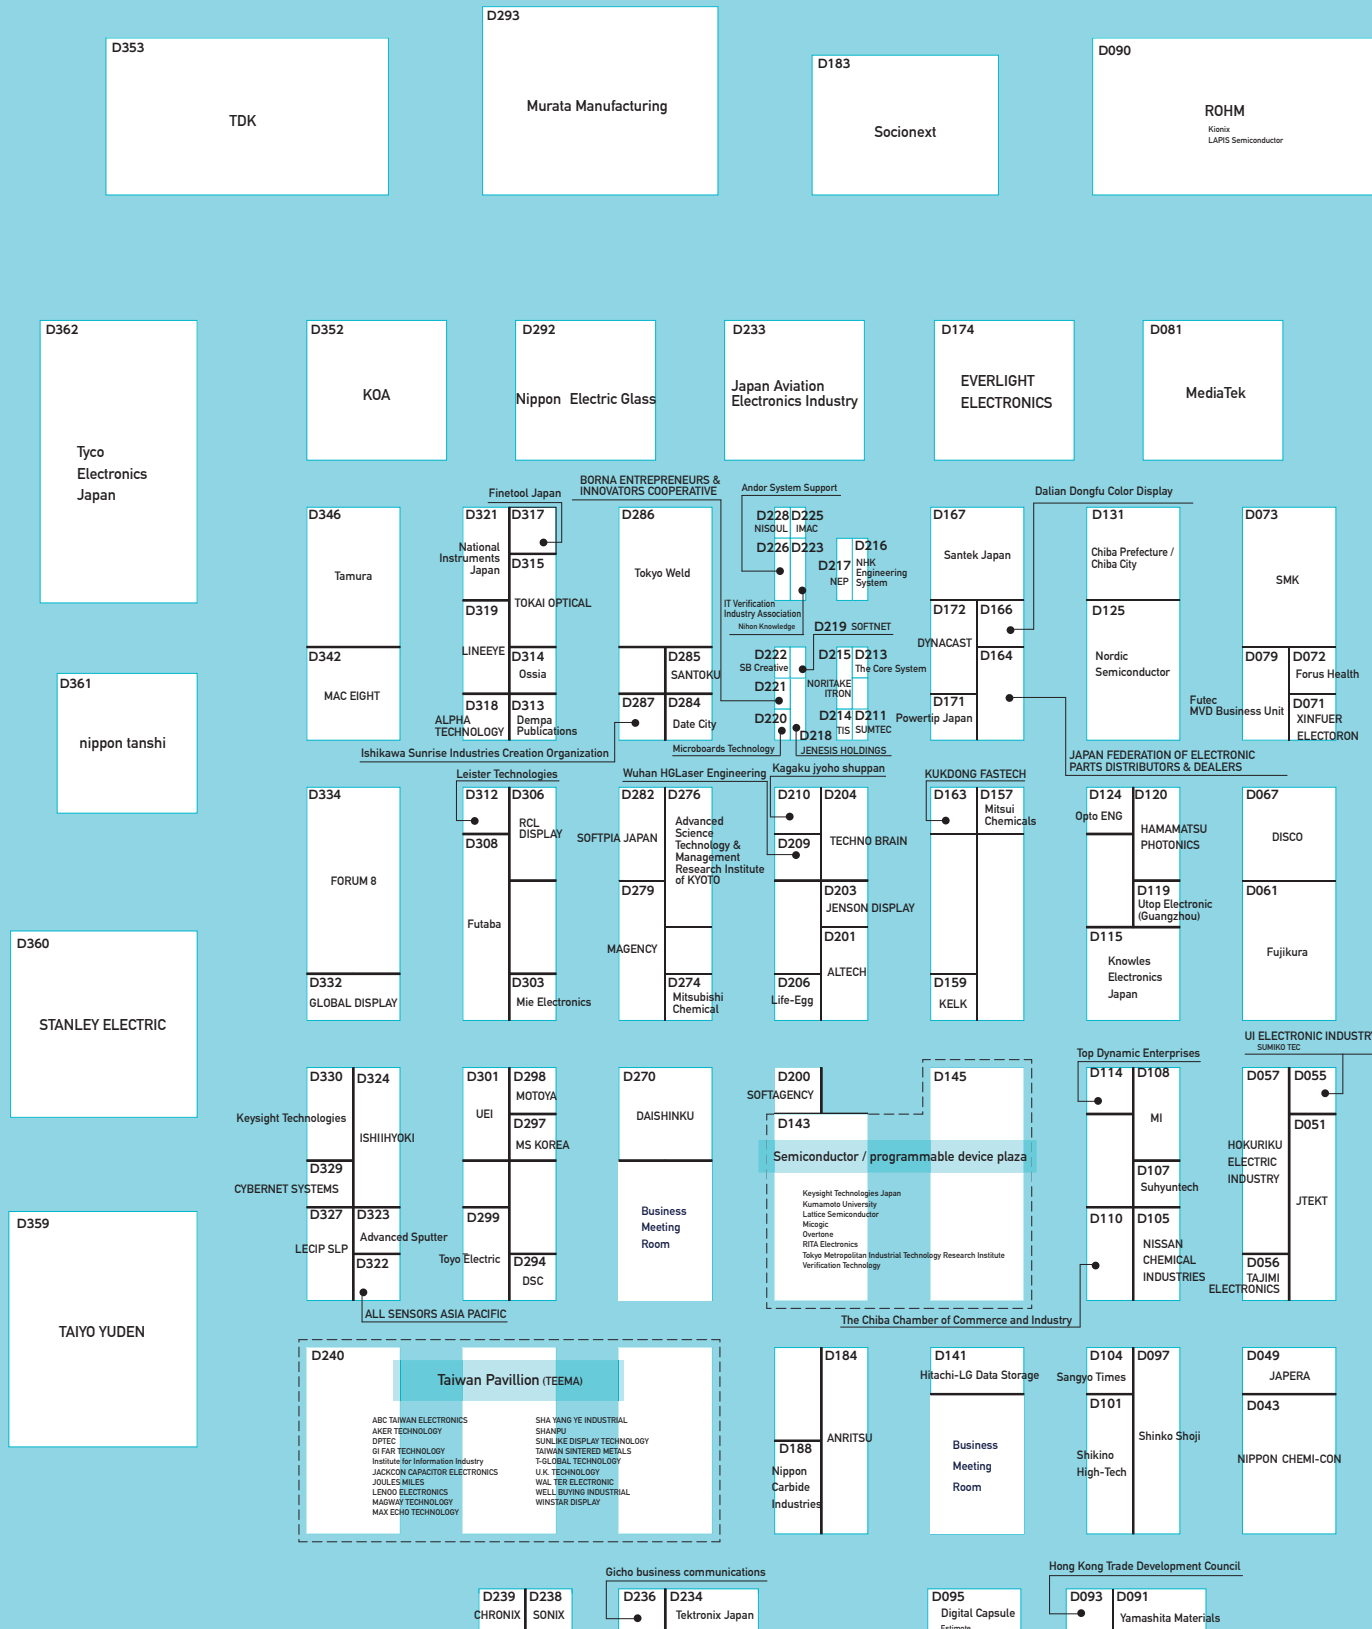 D353
TDK
D293
Murata Manufacturing
D183
Socionext
D090
ROHM
Kionix
LAPIS Semiconductor
D362
Tyco
Electronics
Japan
D352
KOA
D292
Nippon Electric Glass
D233
Japan Aviation
Electronics Industry
D174
EVERLIGHT
ELECTRONICS
D081
MediaTek
D361
nippon tanshi
D360
STANLEY ELECTRIC
D359
TAIYO YUDEN
D346
Tamura
D342
MAC EIGHT
Finetool Japan
D321
National
Instruments
Japan
D317
D315
TOKAI OPTICAL
D319
LINEEYE
D314
Ossia
D318
ALPHA
TECHNOLOGY
D313
Dempa
Publications
Ishikawa Sunrise Industries Creation Organization
BORNA ENTREPRENEURS &
INNOVATORS COOPERATIVE
D286
Tokyo Weld
D285
SANTOKU
D287
D284
Date City
Andor System Support
D228
NISOUL
D225
IMAC
D226
D223
D217
NEP
D216
NHK
Engineering
System
IT Verification
Industry Association
Nihon Knowledge
D219 SOFTNET
D222
SB Creative
D221
D220
D218
Microboards Technology
JENESIS HOLDINGS
D215
NORITAKE
ITRON
D213
The Core System
D214
TIS
D211
SUMTEC
Dalian Dongfu Color Display
D167
Santek Japan
D172
DYNACAST
D166
D164
D171
Powertip Japan
JAPAN FEDERATION OF ELECTRONIC
PARTS DISTRIBUTORS & DEALERS
D131
Chiba Prefecture /
Chiba City
D125
Nordic
Semiconductor
D073
SMK
D079
Futec
MVD Business Unit
D072
Forus Health
D071
XINFUER
ELECTORON
D334
FORUM 8
D332
GLOBAL DISPLAY
Leister Technologies
D312
D306
RCL
DISPLAY
D308
Futaba
D303
Mie Electronics
Wuhan HGLaser Engineering
D282
SOFTPIA JAPAN
D276
Advanced
Science
Technology &
Management
Research Institute
of KYOTO
D279
MAGENCY
D274
Mitsubishi
Chemical
Kagaku jyoho shuppan
D210
D204
TECHNO BRAIN
D209
D203
JENSON DISPLAY
D201
ALTECH
D206
Life-Egg
KUKDONG FASTECH
D163
D157
Mitsui
Chemicals
D159
KELK
D124
Opto ENG
D120
HAMAMATSU
PHOTONICS
D119
Utop Electronic
(Guangzhou)
D115
Knowles
Electronics
Japan
D067
DISCO
D061
Fujikura
D330
Keysight Technologies
D324
ISHIIHYOKI
D329
CYBERNET SYSTEMS
D327
LECIP SLP
D323
Advanced Sputter
D322
ALL SENSORS ASIA PACIFIC
D301
UEI
D298
MOTOYA
D297
MS KOREA
D299
Toyo Electric
D294
DSC
D270
DAISHINKU
Business
Meeting
Room
D200
SOFTAGENCY
D143
D145
Semiconductor / programmable device plaza
Keysight Technologies Japan
Kumamoto University
Lattice Semiconductor
Micogic
Overtone
RITA Electronics
Tokyo Metropolitan Industrial Technology Research Institute
Verification Technology
Top Dynamic Enterprises
D114
D108
MI
D107
Suhyuntech
D110
D105
NISSAN
CHEMICAL
INDUSTRIES
The Chiba Chamber of Commerce and Industry
UI ELECTRONIC INDUSTRY
SUMIKO TEC
D057
HOKURIKU
ELECTRIC
INDUSTRY
D055
D051
JTEKT
D056
TAJIMI
ELECTRONICS
D240
Taiwan Pavillion (TEEMA)
ABC TAIWAN ELECTRONICS
AKER TECHNOLOGY
DPTEC
GI FAR TECHNOLOGY
Institute for Information Industry
JACKCON CAPACITOR ELECTRONICS
JOULES MILES
LENOO ELECTRONICS
MAGWAY TECHNOLOGY
MAX ECHO TECHNOLOGY
SHA YANG YE INDUSTRIAL
SHANPU
SUNLIKE DISPLAY TECHNOLOGY
TAIWAN SINTERED METALS
T-GLOBAL TECHNOLOGY
U.K. TECHNOLOGY
WAL TER ELECTRONIC
WELL BUYING INDUSTRIAL
WINSTAR DISPLAY
D184
ANRITSU
D188
Nippon
Carbide
Industries
D141
Hitachi-LG Data Storage
Business
Meeting
Room
D104
Sangyo Times
D101
Shikino
High-Tech
D097
Shinko Shoji
D049
JAPERA
D043
NIPPON CHEMI-CON
D239
CHRONIX
D238
SONIX
Gicho business communications
D236
D234
Tektronix Japan
D095
Digital Capsule
Estimote
Hong Kong Trade Development Council
D093
D091
Yamashita Materials